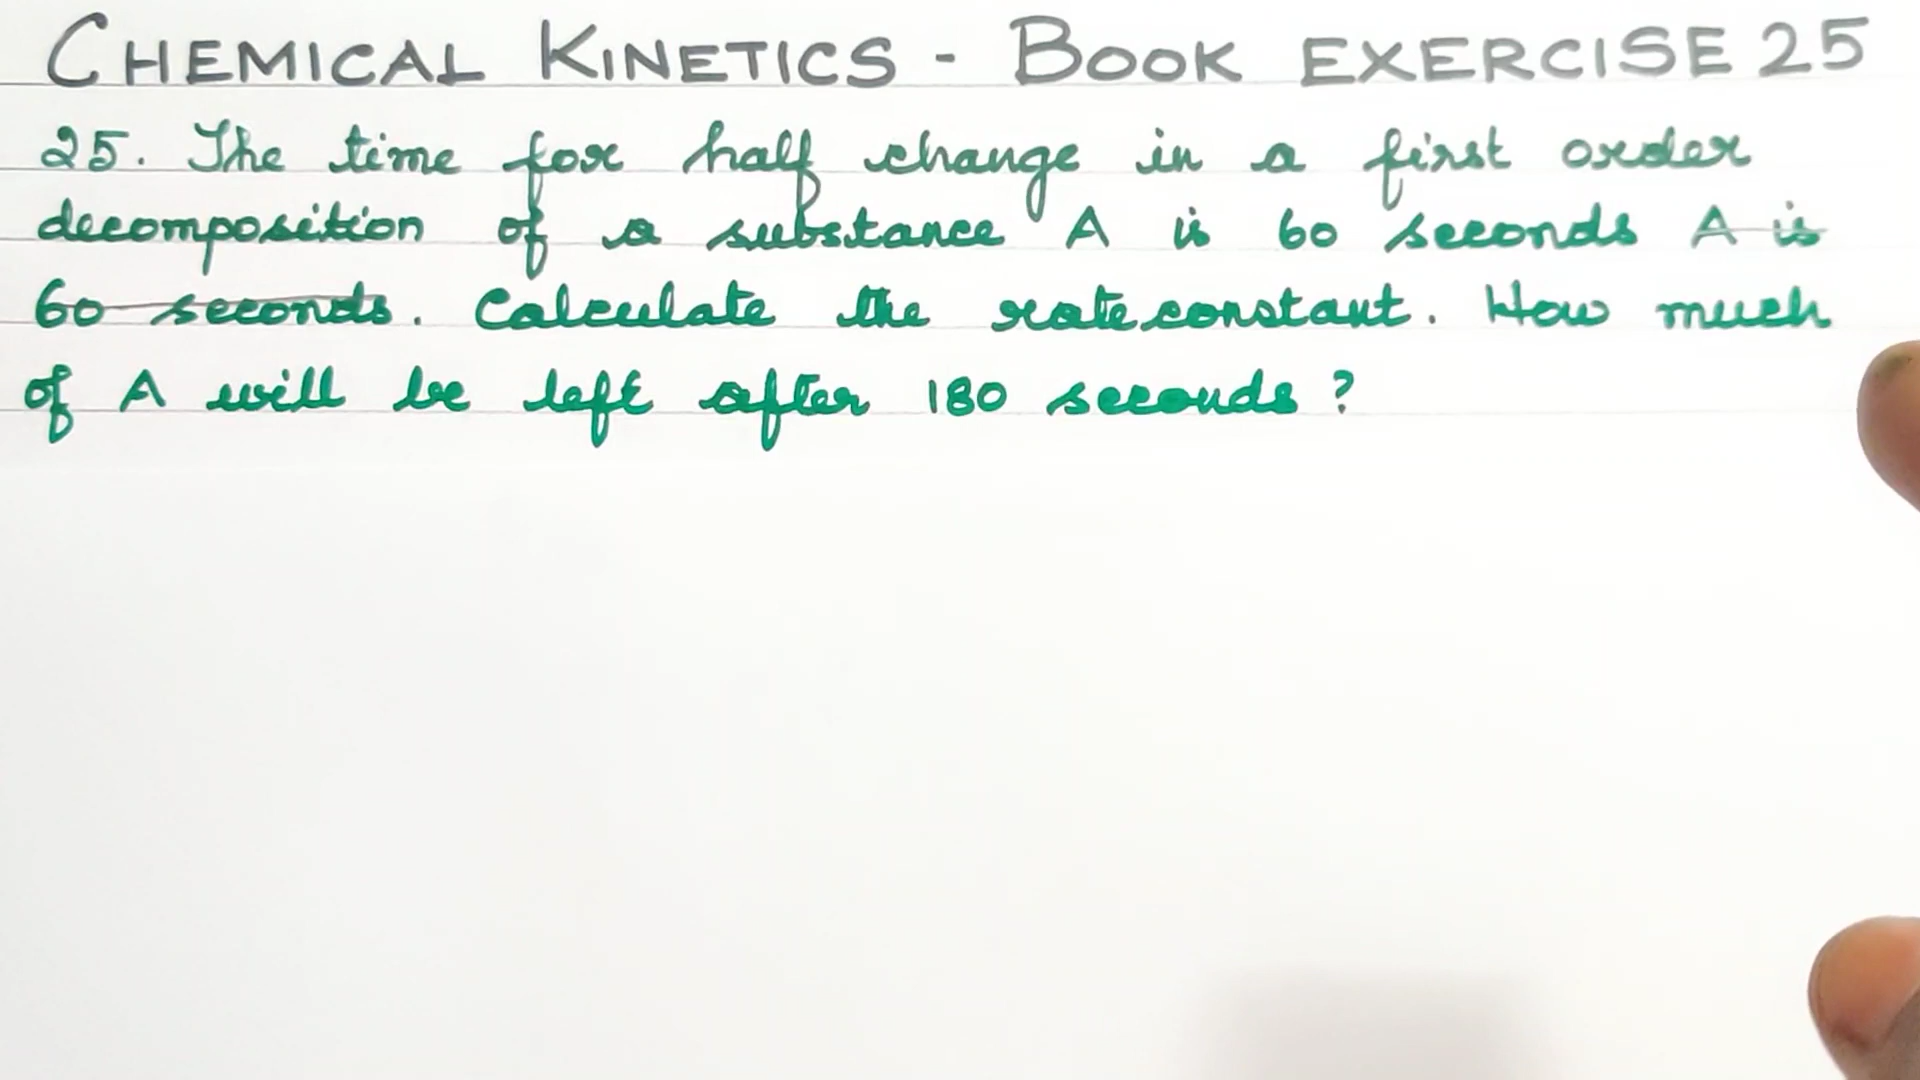 CHEMICAL KINETICS - BOOK EXERCISE 25
25. The time for half change in a first order
decomposition of a substance A is 60 seconds A is
60 seconds. Calculate the rate constant. How much
of A will be left after 180 seconds?